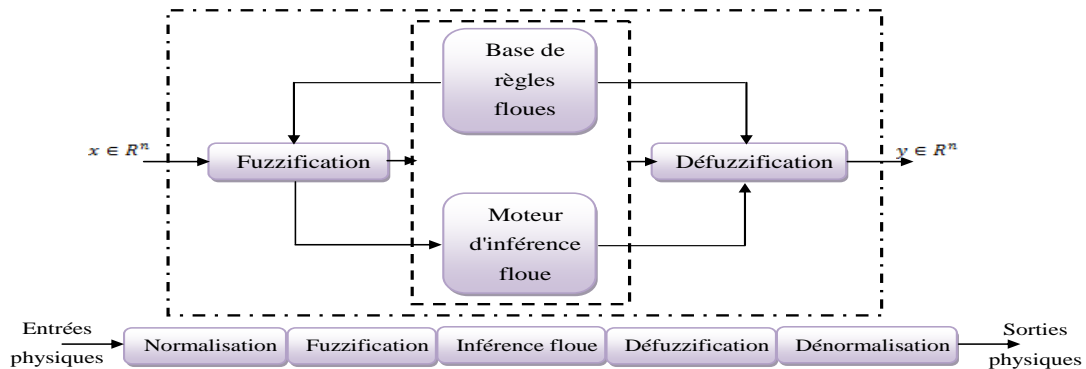 Base de
règles
floues
x ∈ Rⁿ
Fuzzification
Défuzzification
y ∈ Rⁿ
Moteur
d'inférence
floue
Entrées
physiques
Normalisation
Fuzzification
Inférence floue
Défuzzification
Dénormalisation
Sorties
physiques